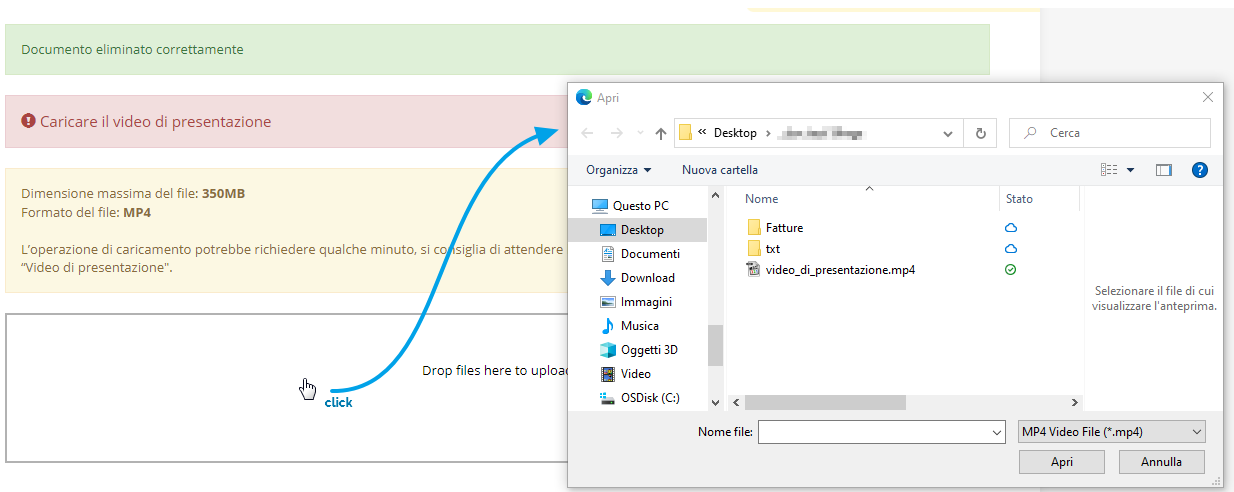 Documento eliminato correttamente
Caricare il video di presentazione
Dimensione massima del file: 350MB
Formato del file: MP4
L'operazione di caricamento potrebbe richiedere qualche minuto, si consiglia di attendere
“Video di presentazione".
Drop files here to upload
click
Apri
« Desktop ›
Cerca
Organizza
Nuova cartella
?
Questo PC
Desktop
Documenti
Download
Immagini
Musica
Oggetti 3D
Video
OSDisk (C:)
Nome
Stato
Fatture
txt
video_di_presentazione.mp4
Selezionare il file di cui
visualizzare l'anteprima.
Nome file:
MP4 Video File (*.mp4)
Apri
Annulla